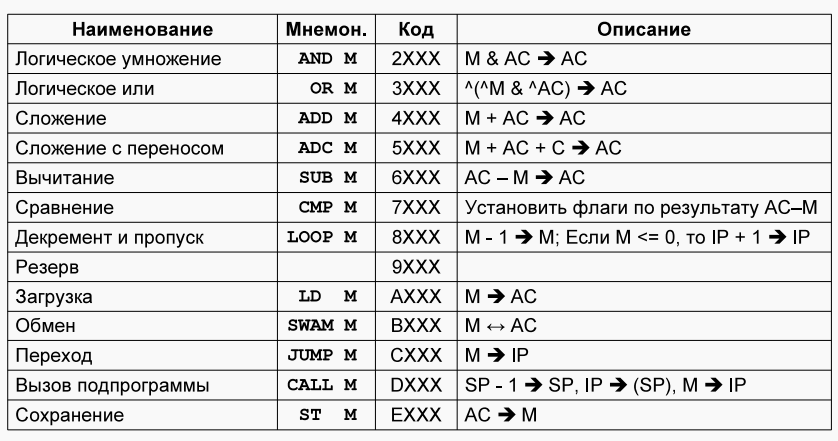 Наименование Мнемон. Код Описание
Логическое умножение AND M 2XXX M & AC ➔ AC
Логическое или OR M 3XXX ^(^M & ^AC) ➔ AC
Сложение ADD M 4XXX M + AC ➔ AC
Сложение с переносом ADC M 5XXX M + AC + C ➔ AC
Вычитание SUB M 6XXX AC – M ➔ AC
Сравнение CMP M 7XXX Установить флаги по результату AC–M
Декремент и пропуск LOOP M 8XXX M - 1 ➔ M; Если M <= 0, то IP + 1 ➔ IP
Резерв 9XXX
Загрузка LD M AXXX M ➔ AC
Обмен SWAM M BXXX M ↔ AC
Переход JUMP M CXXX M ➔ IP
Вызов подпрограммы CALL M DXXX SP - 1 ➔ SP, IP ➔ (SP), M ➔ IP
Сохранение ST M EXXX AC ➔ M